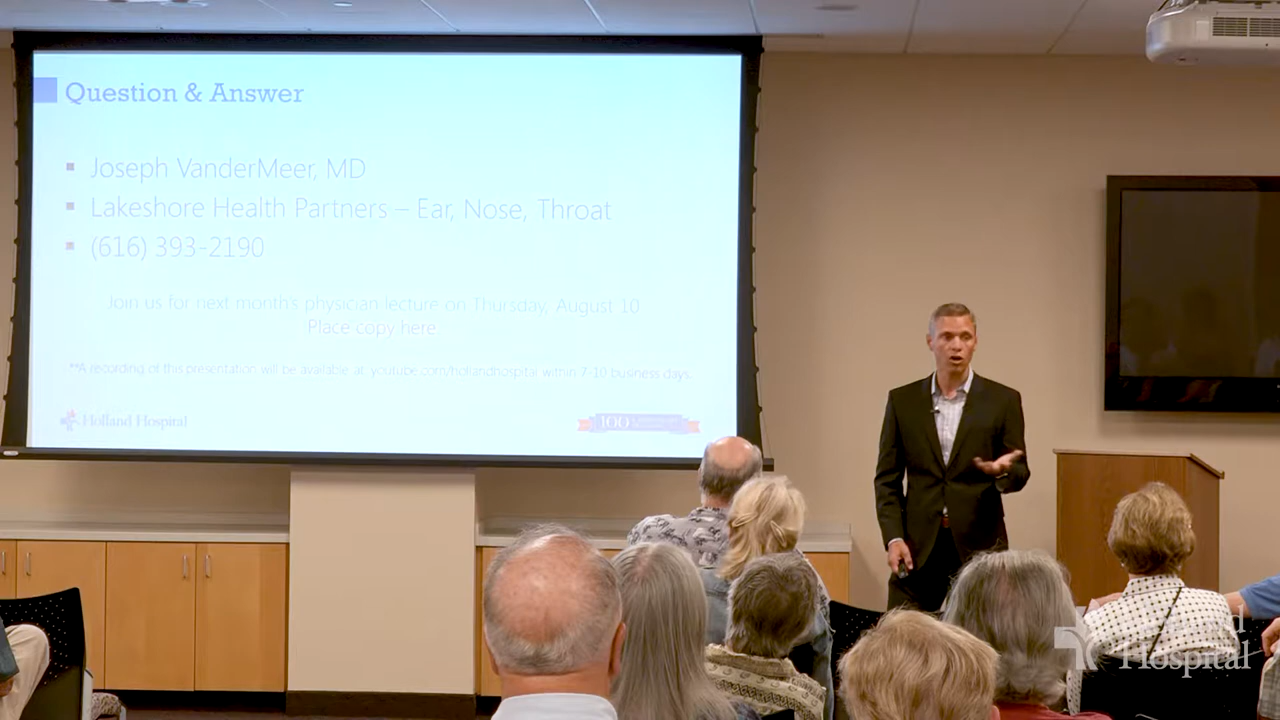 Question & Answer
▪ Joseph VanderMeer, MD
▪ Lakeshore Health Partners – Ear, Nose, Throat
▪ (616) 393-2190
Join us for next month's physician lecture on Thursday, August 10
Place copy here.
**A recording of this presentation will be available at youtube.com/hollandhospital within 7-10 business days.
Holland Hospital
100
Holland
Hospital